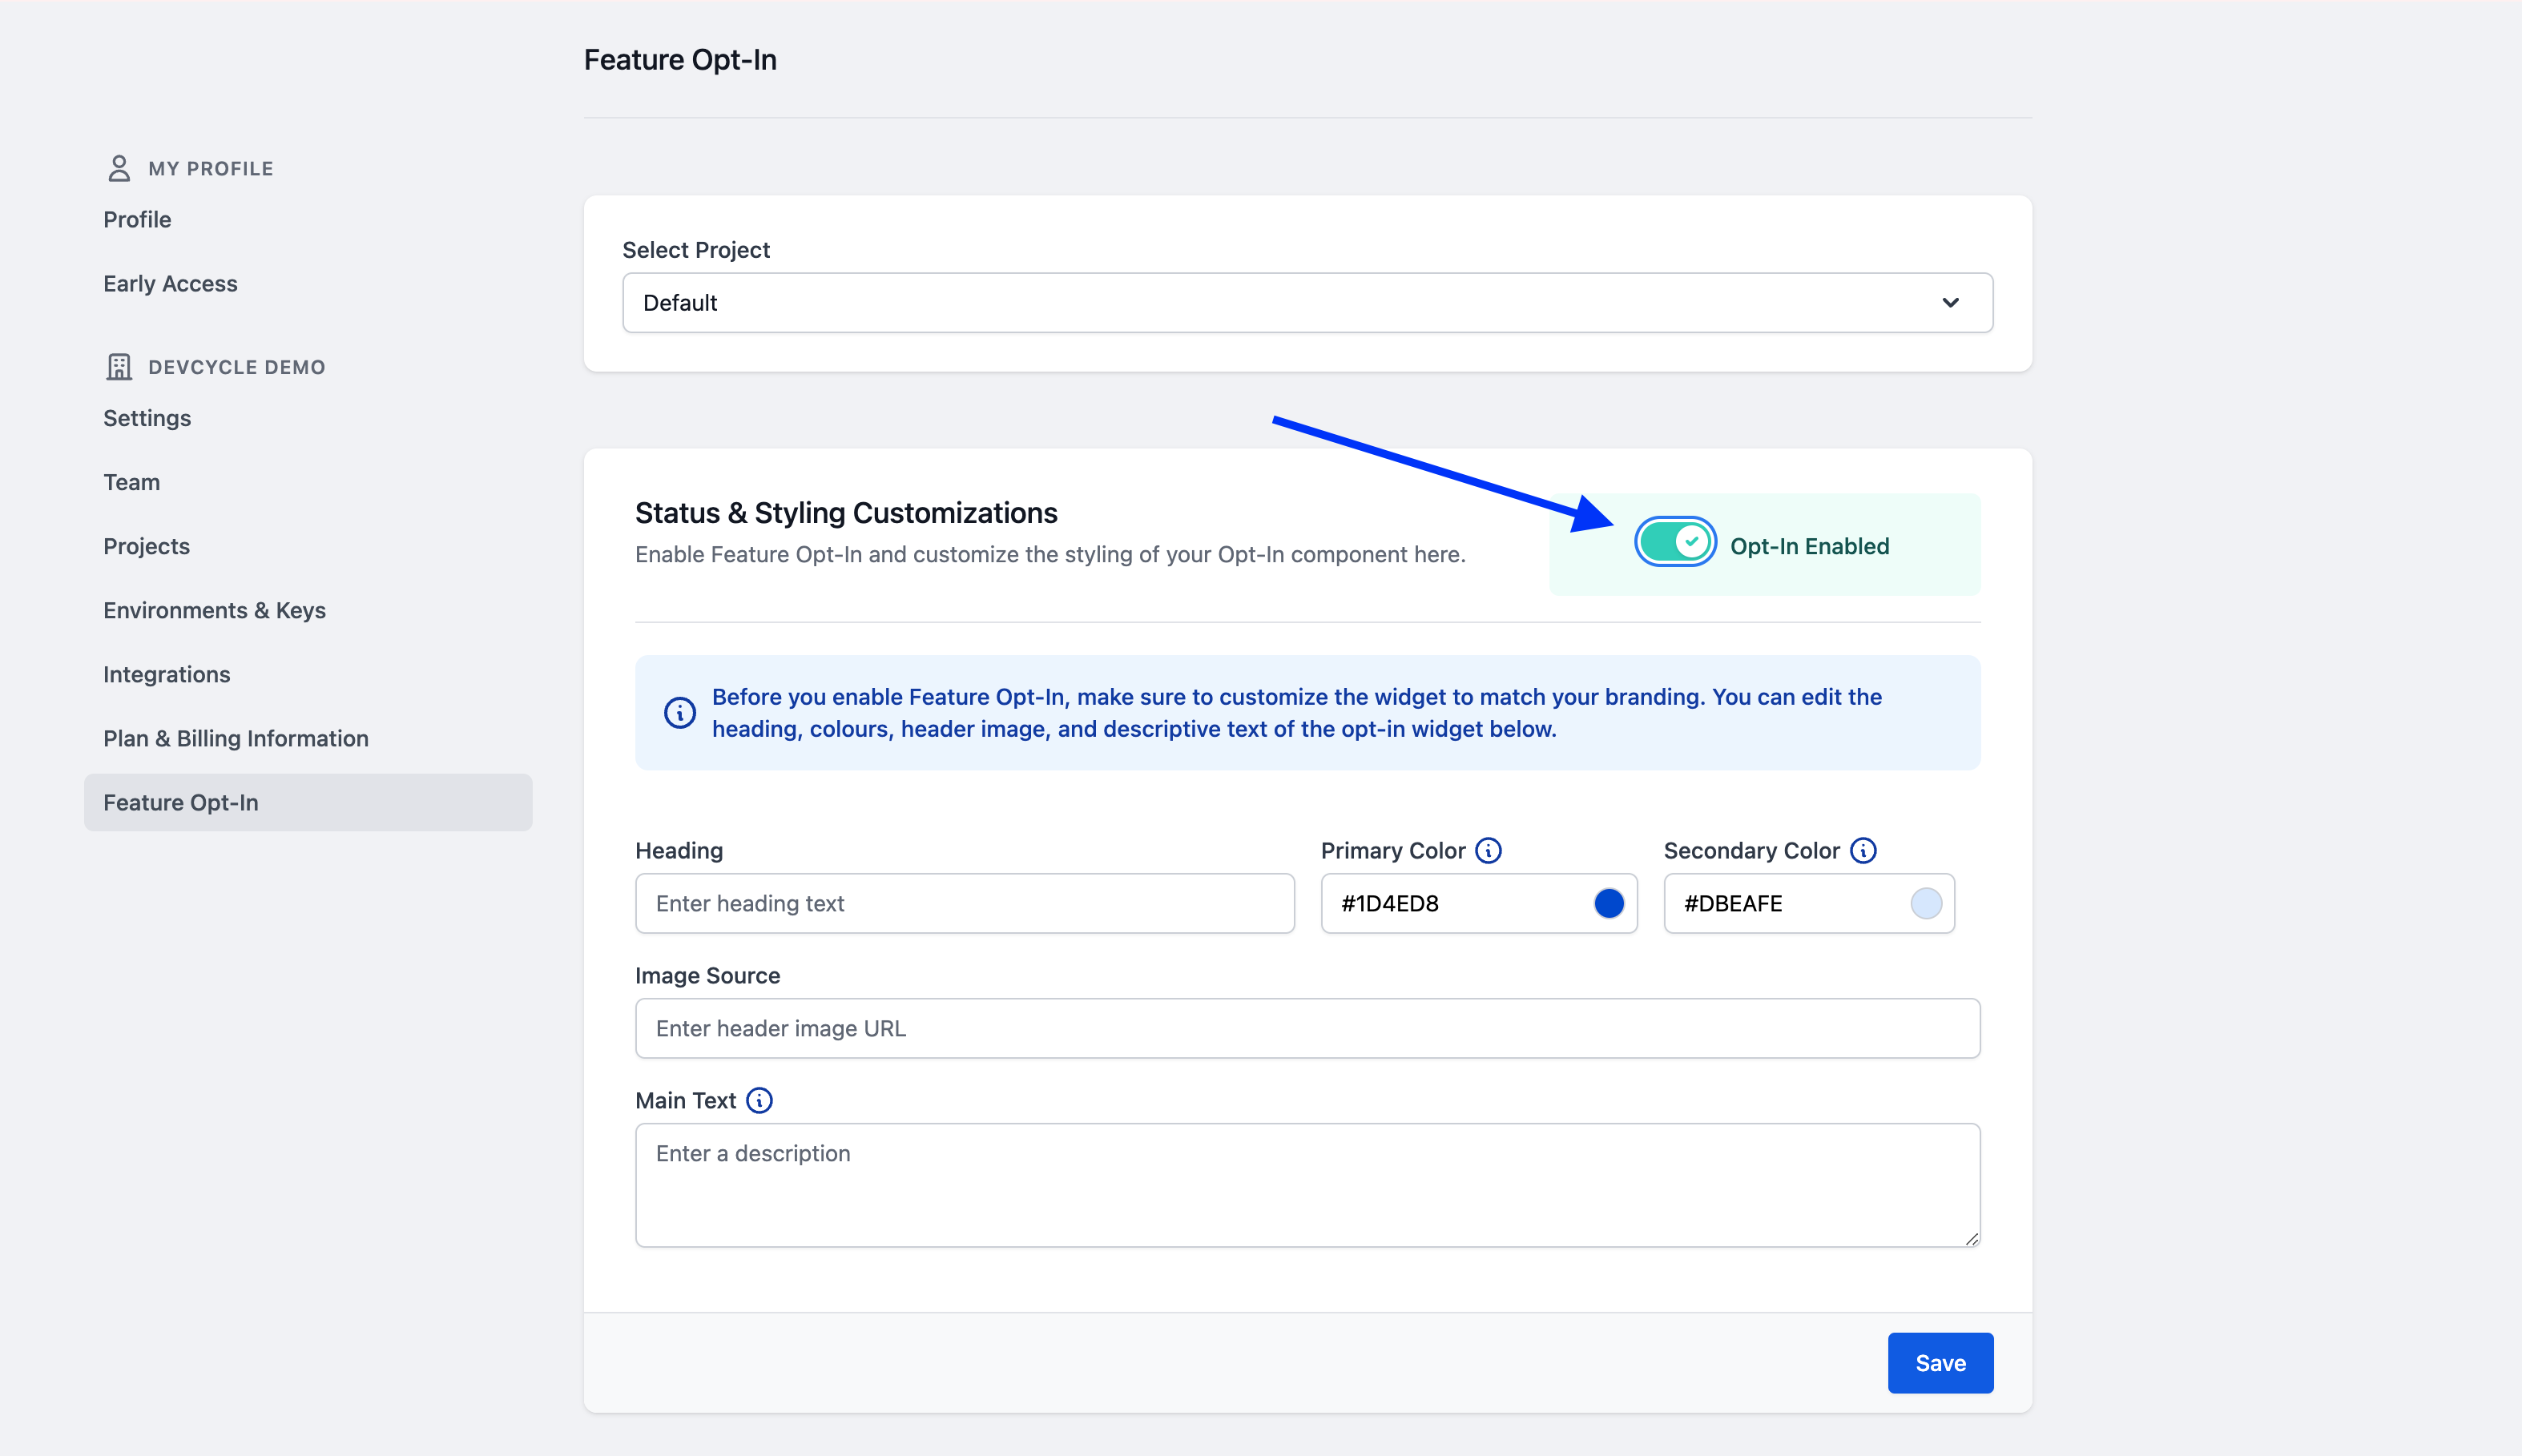 Feature Opt-In
MY PROFILE
Profile
Early Access
DEVCYCLE DEMO
Settings
Team
Projects
Environments & Keys
Integrations
Plan & Billing Information
Feature Opt-In
Select Project
Default
Status & Styling Customizations
Enable Feature Opt-In and customize the styling of your Opt-In component here.
Opt-In Enabled
Before you enable Feature Opt-In, make sure to customize the widget to match your branding. You can edit the
heading, colours, header image, and descriptive text of the opt-in widget below.
Heading
Enter heading text
Primary Color
#1D4ED8
Secondary Color
#DBEAFE
Image Source
Enter header image URL
Main Text
Enter a description
Save